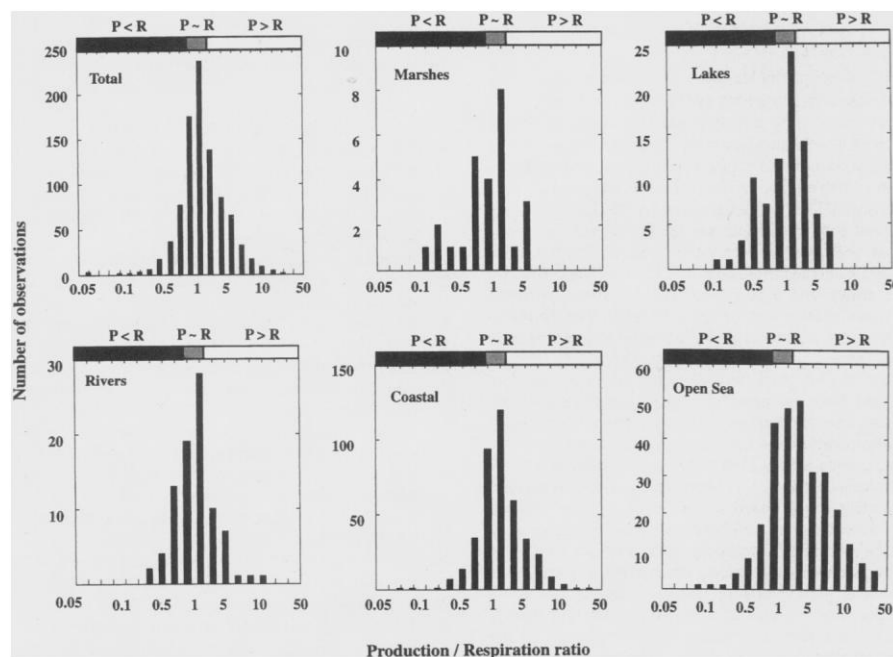 P < R P ~ R P > R
Total
250
200
150
100
50
0
0.05 0.1 0.5 1 5 10 50
P < R P ~ R P > R
Marshes
10
8
6
4
2
0.05 0.1 0.5 1 5 10 50
P < R P ~ R P > R
Lakes
25
20
15
10
5
0.05 0.1 0.5 1 5 10 50
Number of observations
P < R P ~ R P > R
Rivers
30
20
10
0.05 0.1 0.5 1 5 10 50
P < R P ~ R P > R
Coastal
150
100
50
0.05 0.1 0.5 1 5 10 50
P < R P ~ R P > R
Open Sea
60
50
40
30
20
10
0.05 0.1 0.5 1 5 10 50
Production / Respiration ratio